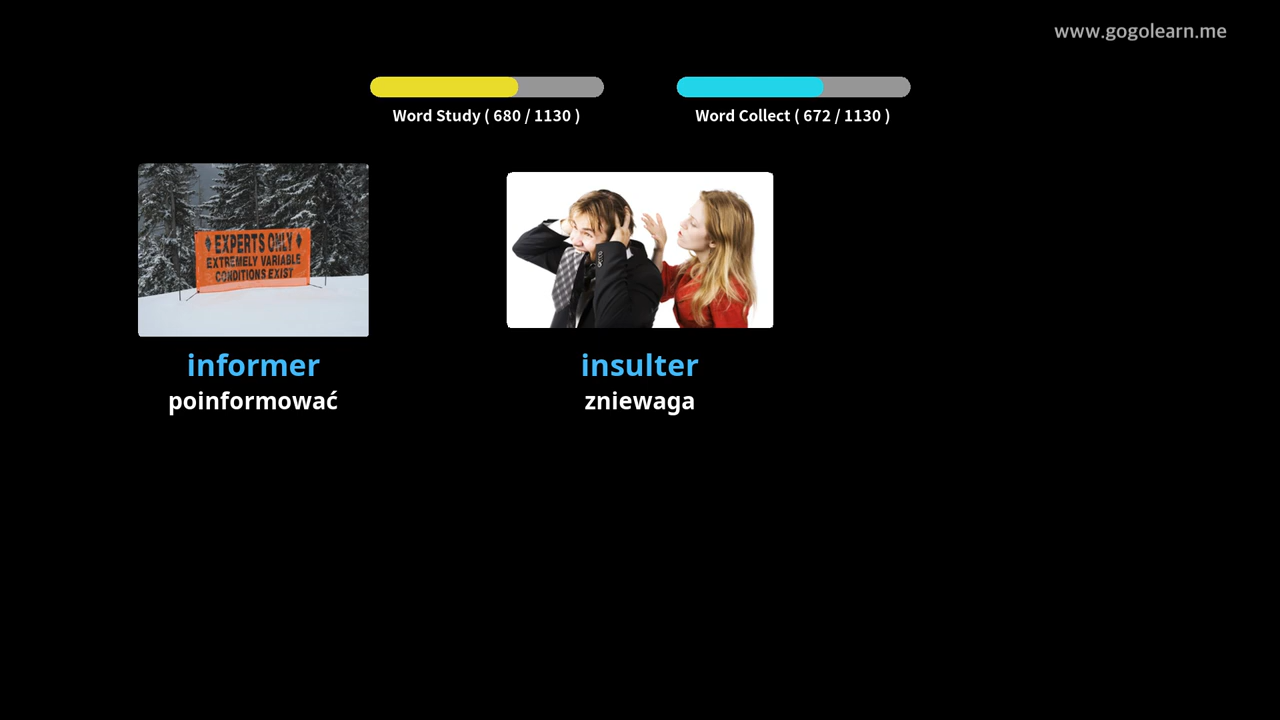 www.gogolearn.me
Word Study ( 680 / 1130 )
Word Collect ( 672 / 1130 )
EXPERTS ONLY
EXTREMELY VARIABLE
CONDITIONS EXIST
informer
poinformować
insulter
zniewaga